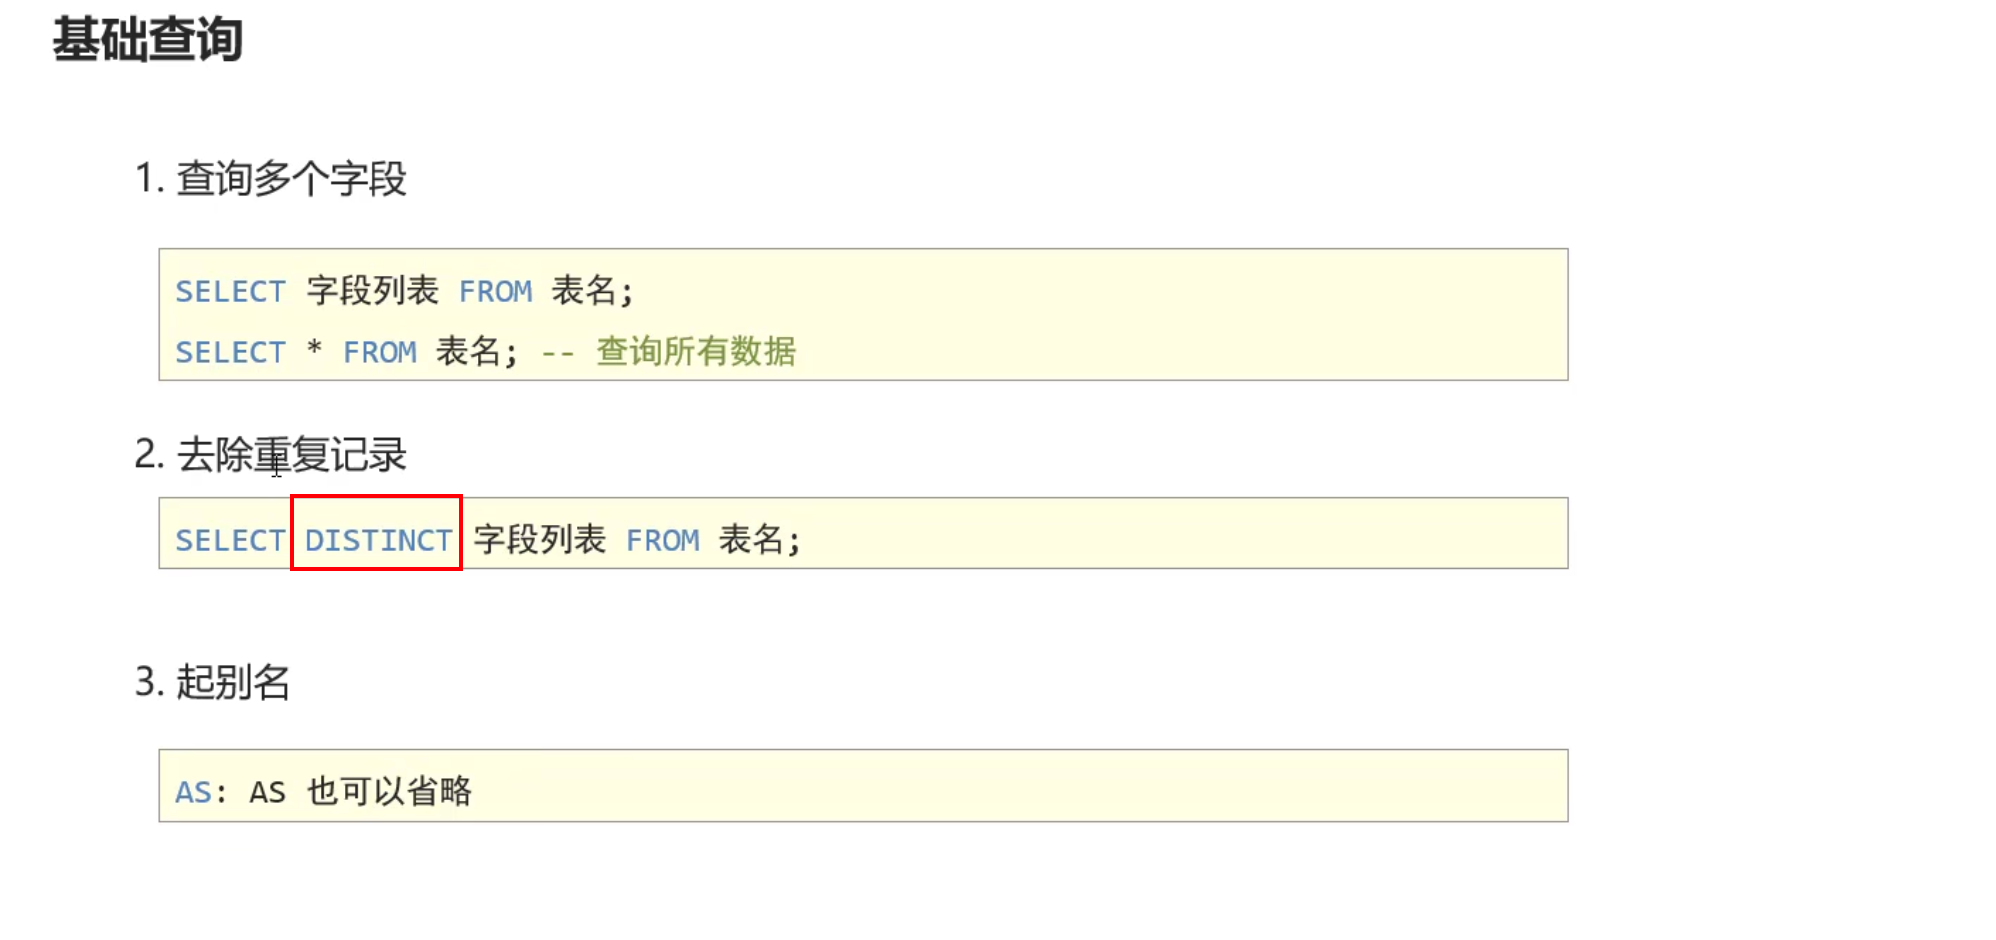 基础查询
1. 查询多个字段
SELECT 字段列表 FROM 表名;
SELECT * FROM 表名; -- 查询所有数据
2. 去除重复记录
SELECT DISTINCT 字段列表 FROM 表名;
3. 起别名
AS: AS 也可以省略